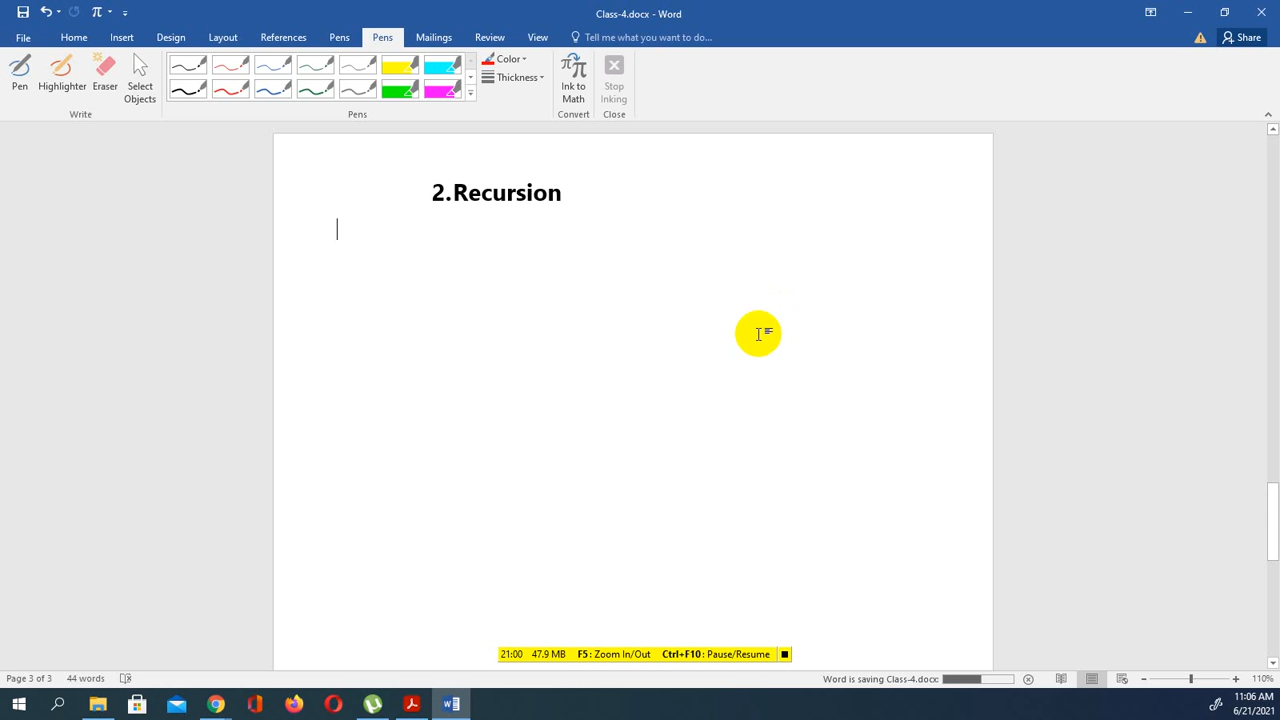 Class-4.docx - Word
File Home Insert Design Layout References Pens Pens Mailings Review View Tell me what you want to do... Share
Pen Highlighter Eraser Select Objects
Color
Thickness
Ink to Math
Stop Inking
Write Pens Convert Close
2.Recursion
21:00 47.9 MB F5 : Zoom In/Out Ctrl+F10 : Pause/Resume
Page 3 of 3 44 words Word is saving Class-4.docx: 110%
11:06 AM
6/21/2021